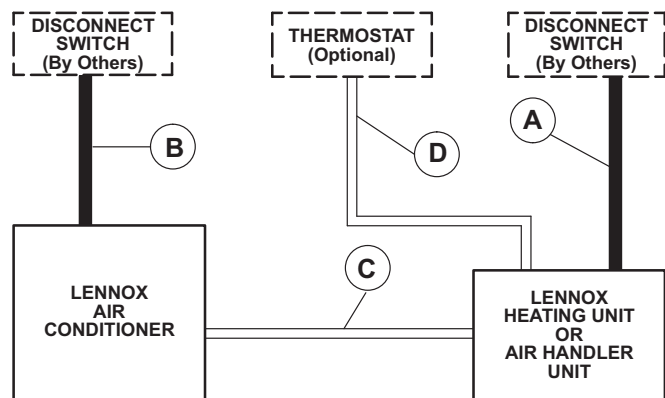 DISCONNECT
SWITCH
(By Others)
THERMOSTAT
(Optional)
DISCONNECT
SWITCH
(By Others)
B
D
A
C
LENNOX
AIR
CONDITIONER
LENNOX
HEATING UNIT
OR
AIR HANDLER
UNIT